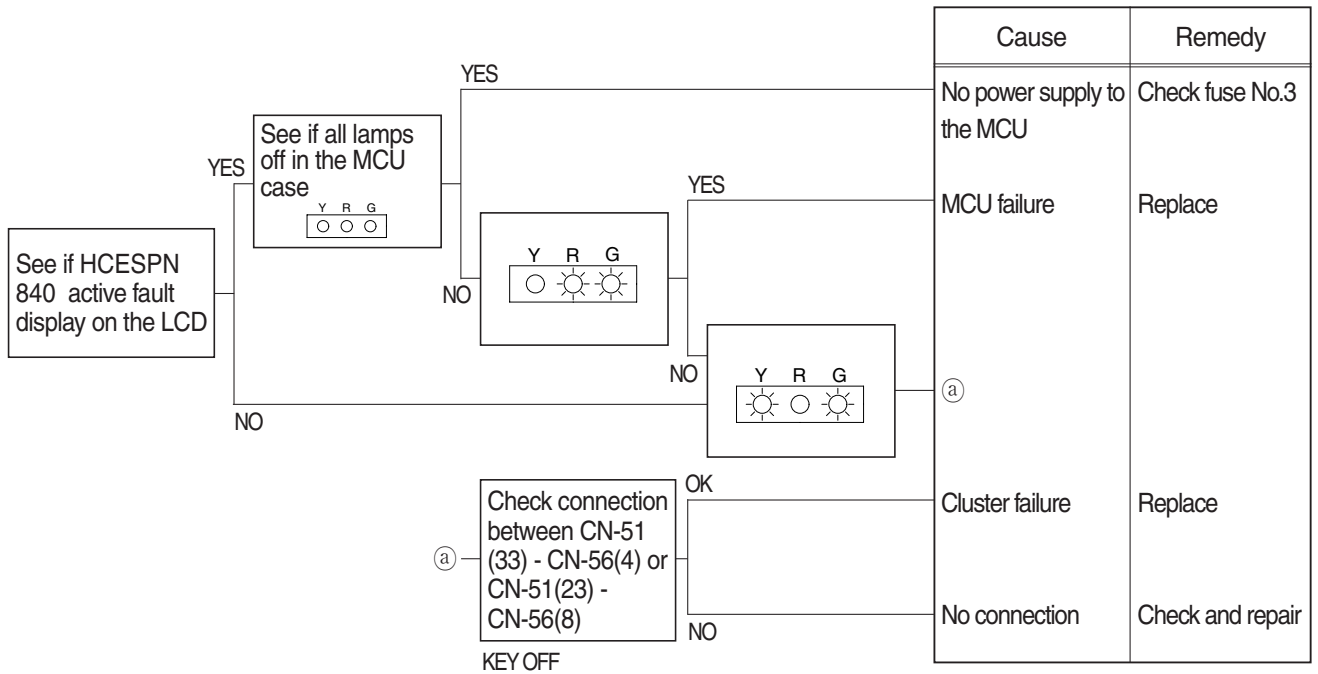 Cause Remedy
YES
No power supply to Check fuse No.3
the MCU
See if all lamps
off in the MCU
case
Y R G
YES
YES
MCU failure Replace
See if HCESPN
840 active fault
display on the LCD
Y R G
NO
NO
Y R G
ⓐ
NO
Check connection
between CN-51
(33) - CN-56(4) or
CN-51(23) -
CN-56(8)
ⓐ
OK
Cluster failure Replace
No connection Check and repair
NO
KEY OFF